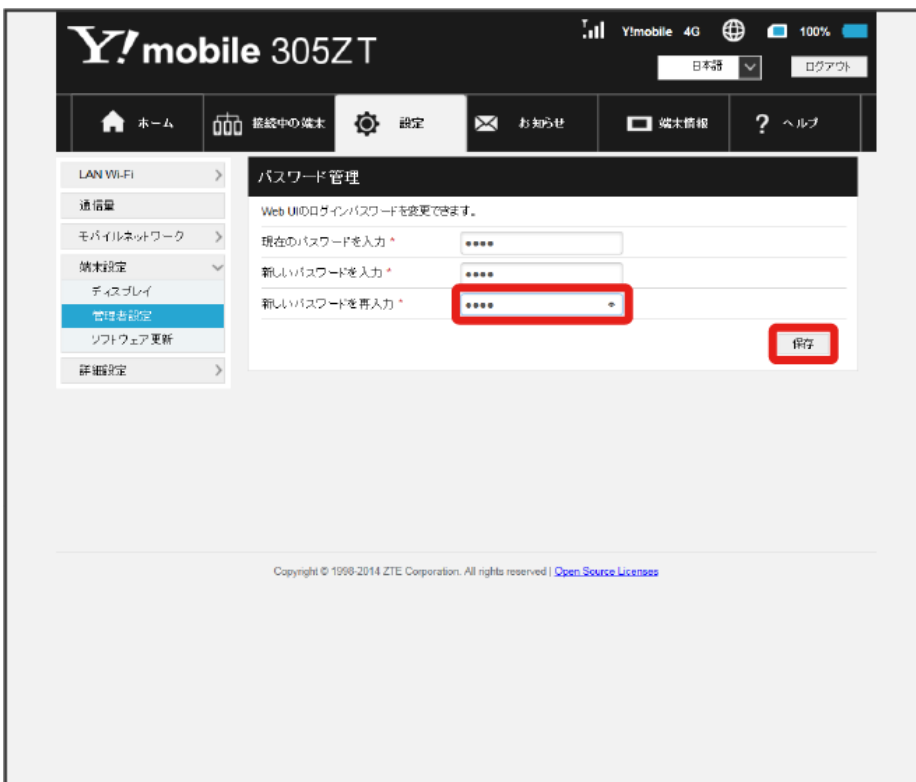 Y!mobile 305ZT
Y!mobile 4G 100%
日本語 ログアウト
ホーム 接続中の端末 設定 お知らせ 端末情報 ? ヘルプ
LAN Wi-Fi
通信量
モバイルネットワーク
端末設定
ディスプレイ
管理者設定
ソフトウェア更新
詳細設定
パスワード管理
Web UIのログインパスワードを変更できます。
現在のパスワードを入力 * ••••
新しいパスワードを入力 * ••••
新しいパスワードを再入力 * ••••
保存
Copyright © 1998-2014 ZTE Corporation. All rights reserved | Open Source Licenses